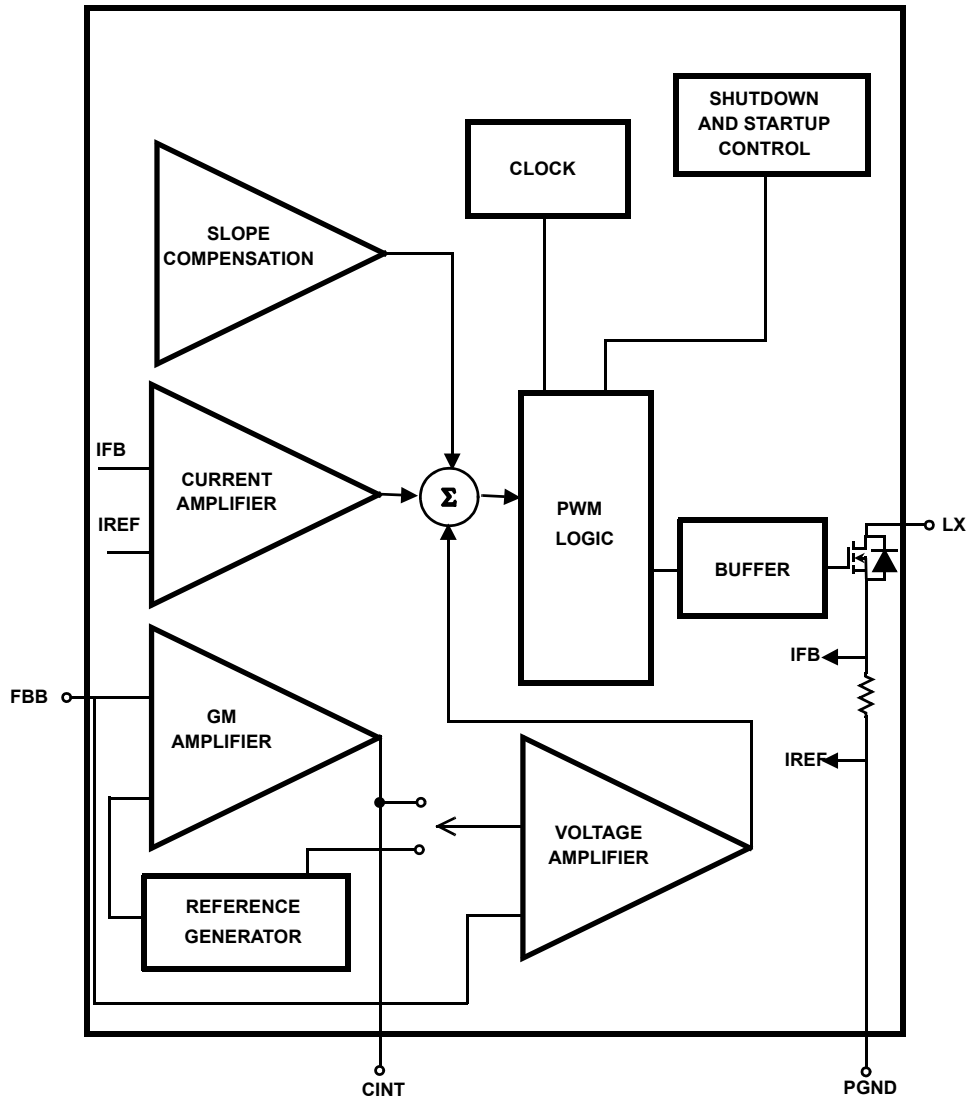 SHUTDOWN
AND STARTUP
CONTROL
CLOCK
SLOPE
COMPENSATION
IFB
CURRENT
AMPLIFIER
IREF
Σ
PWM
LOGIC
LX
BUFFER
IFB
FBB
GM
AMPLIFIER
IREF
VOLTAGE
AMPLIFIER
REFERENCE
GENERATOR
CINT
PGND